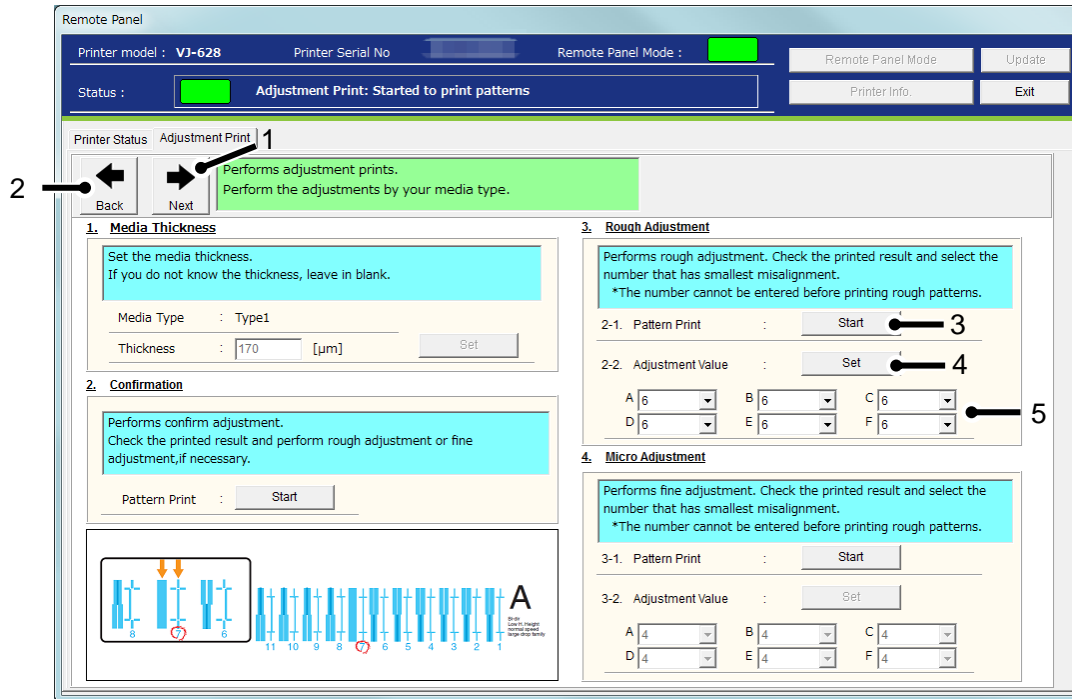 Remote Panel
Printer model : VJ-628 Printer Serial No Remote Panel Mode :
Remote Panel Mode Update
Status : Adjustment Print: Started to print patterns
Printer Info. Exit
Printer Status Adjustment Print 1
2
Back Next
Performs adjustment prints.
Perform the adjustments by your media type.
1. Media Thickness
Set the media thickness.
If you do not know the thickness, leave in blank.
Media Type : Type1
Thickness : 170 [µm] Set
2. Confirmation
Performs confirm adjustment.
Check the printed result and perform rough adjustment or fine
adjustment,if necessary.
Pattern Print : Start
8 7 6
11 10 9 8 7 6 5 4 3 2 1
A
Bi-dir
Low H. Height
normal speed
large drop family
3. Rough Adjustment
Performs rough adjustment. Check the printed result and select the
number that has smallest misalignment.
*The number cannot be entered before printing rough patterns.
2-1. Pattern Print : Start 3
2-2. Adjustment Value : Set 4
A 6 B 6 C 6
D 6 E 6 F 6
5
4. Micro Adjustment
Performs fine adjustment. Check the printed result and select the
number that has smallest misalignment.
*The number cannot be entered before printing rough patterns.
3-1. Pattern Print : Start
3-2. Adjustment Value : Set
A 4 B 4 C 4
D 4 E 4 F 4